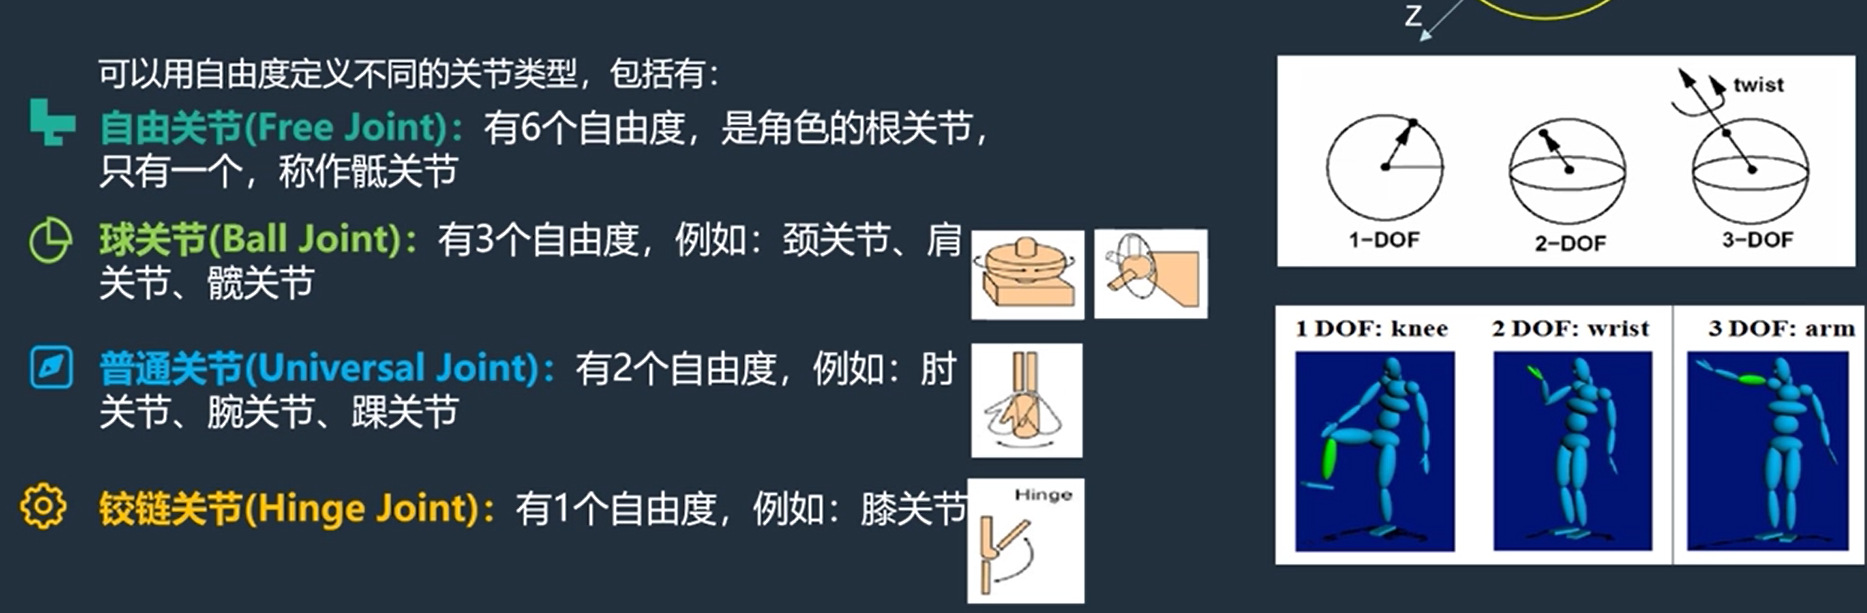 Z
可以用自由度定义不同的关节类型，包括有：
自由关节(Free Joint)：有6个自由度，是角色的根关节，
只有一个，称作骶关节
球关节(Ball Joint)：有3个自由度，例如：颈关节、肩
关节、髋关节
普通关节(Universal Joint)：有2个自由度，例如：肘
关节、腕关节、踝关节
铰链关节(Hinge Joint)：有1个自由度，例如：膝关节
Hinge
twist
1-DOF
2-DOF
3-DOF
1 DOF: knee
2 DOF: wrist
3 DOF: arm